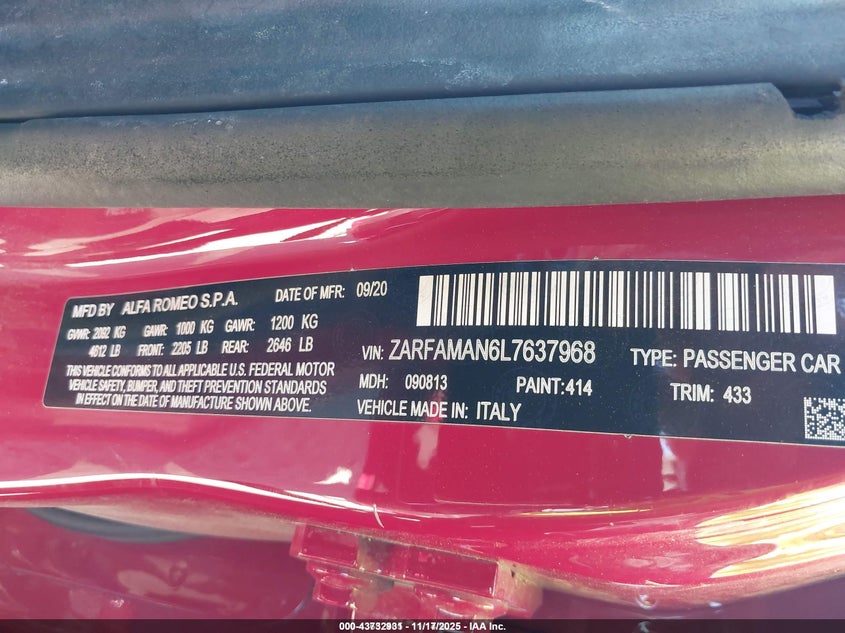 MFD BY ALFA ROMEO S.P.A. DATE OF MFR: 09/20
GVWR: 2092 KG GAWR: 1000 KG GAWR: 1200 KG
4612 LB FRONT: 2205 LB REAR: 2646 LB
THIS VEHICLE CONFORMS TO ALL APPLICABLE U.S. FEDERAL MOTOR
VEHICLE SAFETY, BUMPER, AND THEFT PREVENTION STANDARDS
IN EFFECT ON THE DATE OF MANUFACTURE SHOWN ABOVE.
VIN: ZARFAMAN6L7637968 TYPE: PASSENGER CAR
MDH: 090813 PAINT:414 TRIM: 433
VEHICLE MADE IN: ITALY
11/17/2025 - IAA Inc.